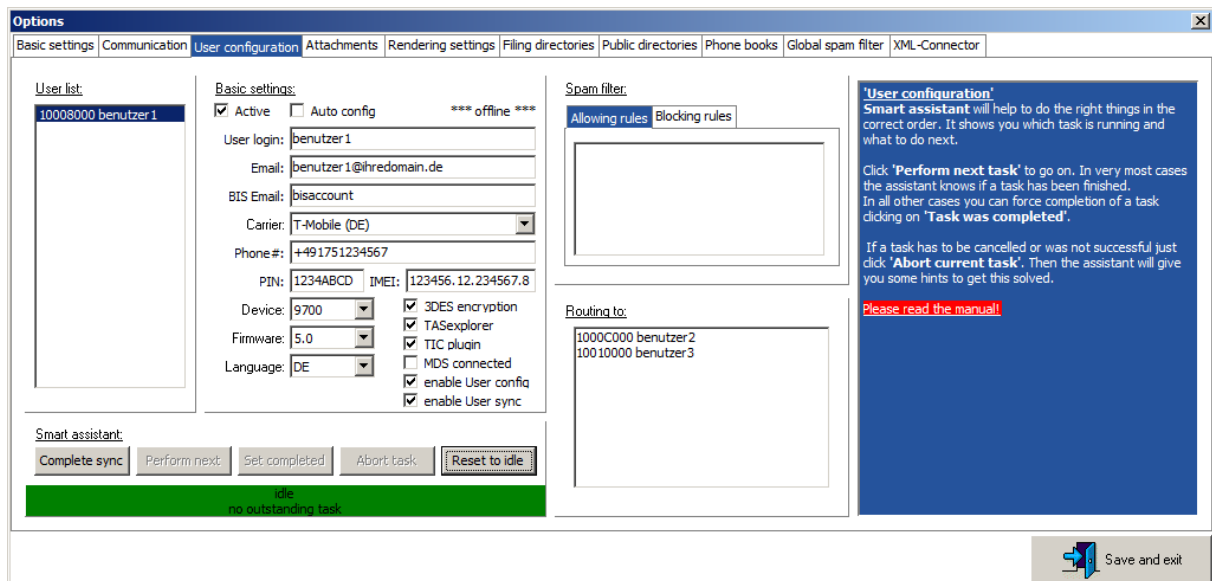 Options
Basic settings Communication User configuration Attachments Rendering settings Filing directories Public directories Phone books Global spam filter XML-Connector
User list:
10008000 benutzer1
Basic settings:
Active Auto config *** offline ***
User login: benutzer1
Email: benutzer1@ihredomain.de
BIS Email: bisaccount
Carrier: T-Mobile (DE)
Phone#: +491751234567
PIN: 1234ABCD IMEI: 123456.12.234567.8
Device: 9700
Firmware: 5.0
Language: DE
3DES encryption
TASexplorer
TIC plugin
MDS connected
enable User config
enable User sync
Smart assistant:
Complete sync Perform next Set completed Abort task Reset to idle
idle
no outstanding task
Spam filter:
Allowing rules Blocking rules
Routing to:
1000C000 benutzer2
10010000 benutzer3
'User configuration'
Smart assistant will help to do the right things in the
correct order. It shows you which task is running and
what to do next.
Click 'Perform next task' to go on. In very most cases
the assistant knows if a task has been finished.
In all other cases you can force completion of a task
clicking on 'Task was completed'.
If a task has to be cancelled or was not successful just
click 'Abort current task'. Then the assistant will give
you some hints to get this solved.
Please read the manual!
Save and exit